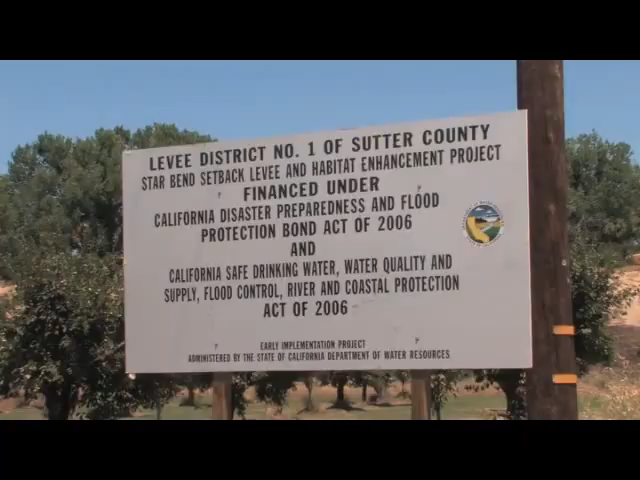 LEVEE DISTRICT NO. 1 OF SUTTER COUNTY
STAR BEND SETBACK LEVEE AND HABITAT ENHANCEMENT PROJECT
FINANCED UNDER
CALIFORNIA DISASTER PREPAREDNESS AND FLOOD
PROTECTION BOND ACT OF 2006
AND
CALIFORNIA SAFE DRINKING WATER, WATER QUALITY AND
SUPPLY, FLOOD CONTROL, RIVER AND COASTAL PROTECTION
ACT OF 2006
EARLY IMPLEMENTATION PROJECT
ADMINISTERED BY THE STATE OF CALIFORNIA DEPARTMENT OF WATER RESOURCES